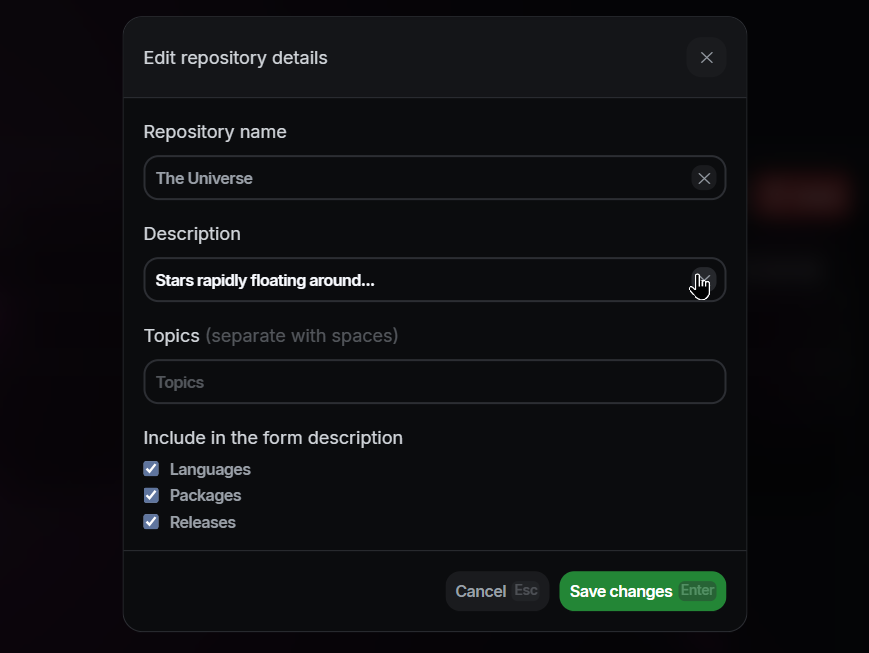 Edit repository details
Repository name
The Universe
Description
Stars rapidly floating around...
Topics (separate with spaces)
Topics
Include in the form description
Languages
Packages
Releases
Cancel Esc
Save changes Enter